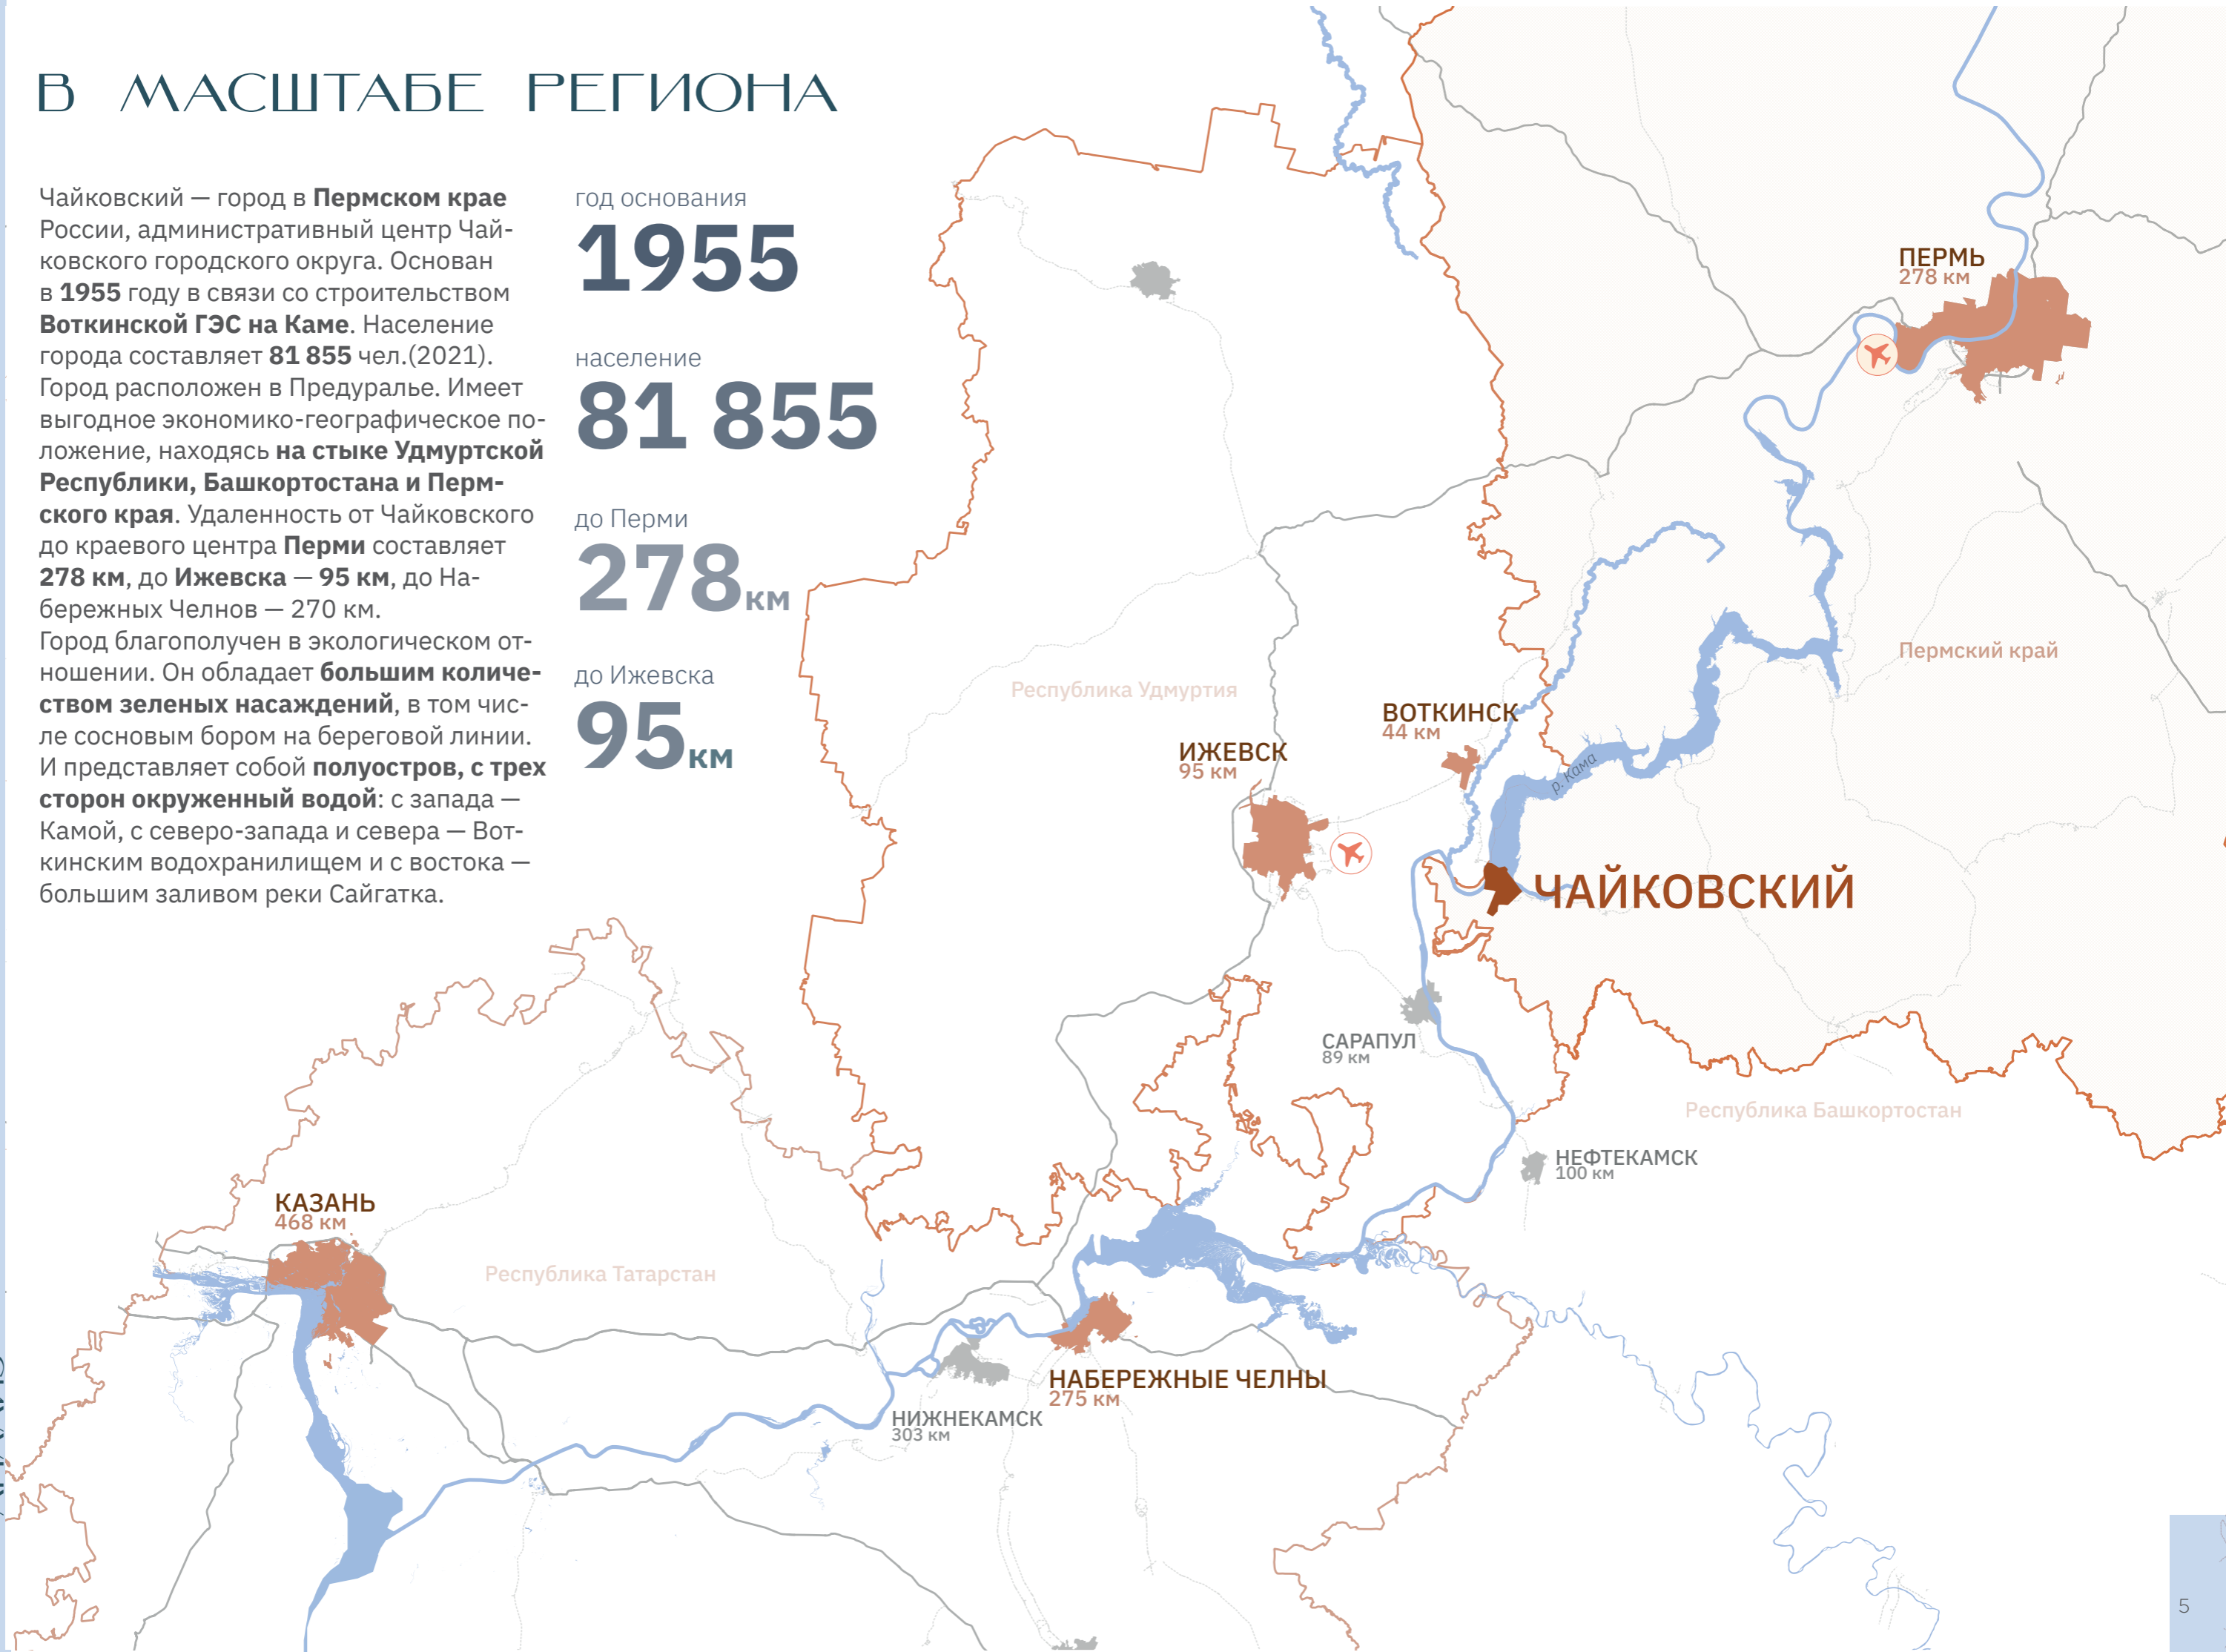 В МАСШТАБЕ РЕГИОНА
Чайковский — город в Пермском крае
России, административный центр Чай-
ковского городского округа. Основан
в 1955 году в связи со строительством
Воткинской ГЭС на Каме. Население
города составляет 81 855 чел.(2021).
Город расположен в Предуралье. Имеет
выгодное экономико-географическое по-
ложение, находясь на стыке Удмуртской
Республики, Башкортостана и Перм-
ского края. Удаленность от Чайковского
до краевого центра Перми составляет
278 км, до Ижевска — 95 км, до На-
бережных Челнов — 270 км.
Город благополучен в экологическом от-
ношении. Он обладает большим количе-
ством зеленых насаждений, в том чис-
ле сосновым бором на береговой линии.
И представляет собой полуостров, с трех
сторон окруженный водой: с запада —
Камой, с северо-запада и севера — Вот-
кинским водохранилищем и с востока —
большим заливом реки Сайгатка.
год основания
1955
население
81 855
до Перми
278км
до Ижевска
95км
ПЕРМЬ
278 км
Пермский край
Республика Удмуртия
ВОТКИНСК
44 км
ИЖЕВСК
95 км
р. Кама
ЧАЙКОВСКИЙ
САРАПУЛ
89 км
Республика Башкортостан
НЕФТЕКАМСК
100 км
КАЗАНЬ
468 км
Республика Татарстан
НАБЕРЕЖНЫЕ ЧЕЛНЫ
275 км
НИЖНЕКАМСК
303 км
5